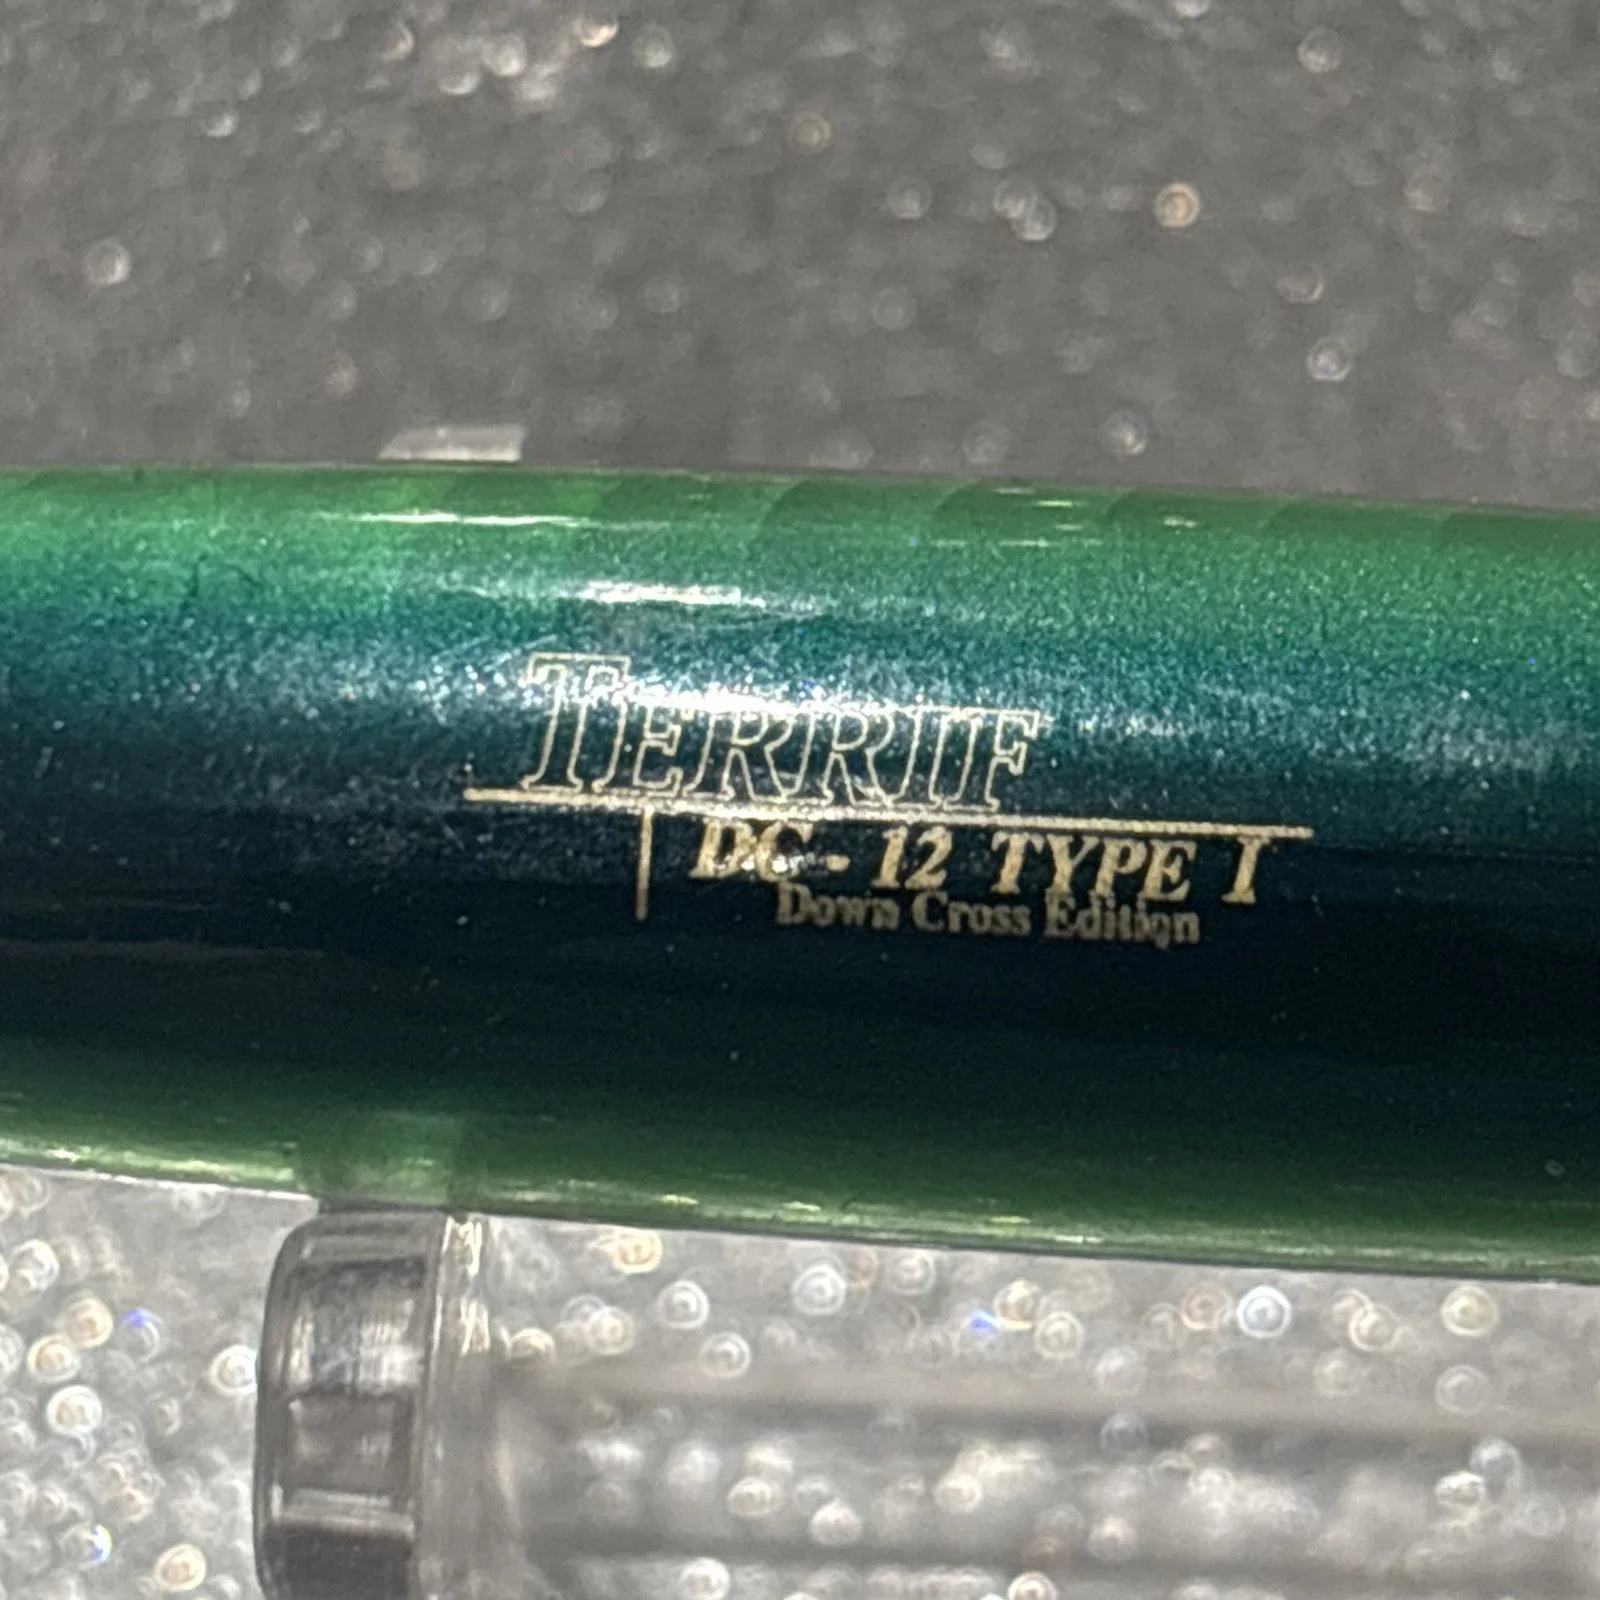 TERRIF
DC-12 TYPE I
Down Cross Edition